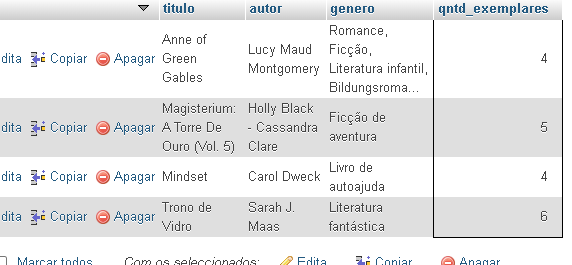 titulo autor genero qntd_exemplares
dita Copiar Apagar Anne of Green Gables Lucy Maud Montgomery Romance, Ficção, Literatura infantil, Bildungsroma... 4
dita Copiar Apagar Magisterium: A Torre De Ouro (Vol. 5) Holly Black - Cassandra Clare Ficção de aventura 5
dita Copiar Apagar Mindset Carol Dweck Livro de autoajuda 4
dita Copiar Apagar Trono de Vidro Sarah J. Maas Literatura fantástica 6
Marcar todos Com os seleccionados: Edita Copiar Apagar